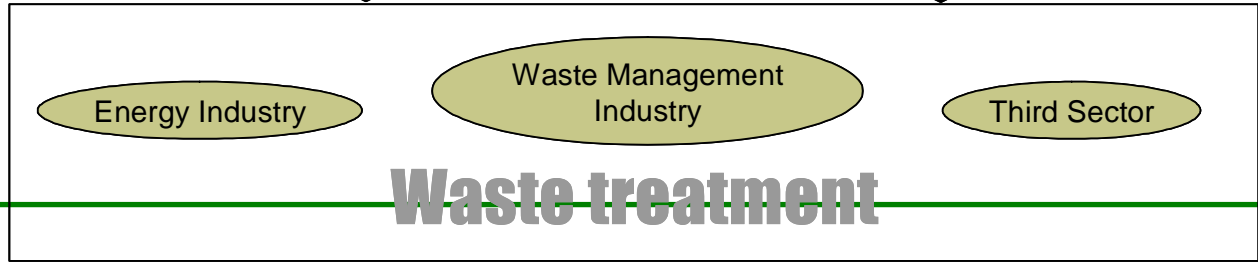 Waste Management
Industry
Energy Industry
Third Sector
Waste treatment